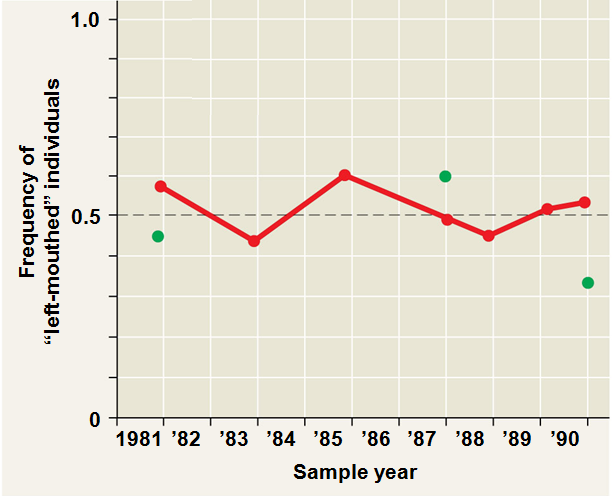 1.0
0.5
0
Frequency of
“left-mouthed” individuals
1981 ’82 ’83 ’84 ’85 ’86 ’87 ’88 ’89 ’90
Sample year